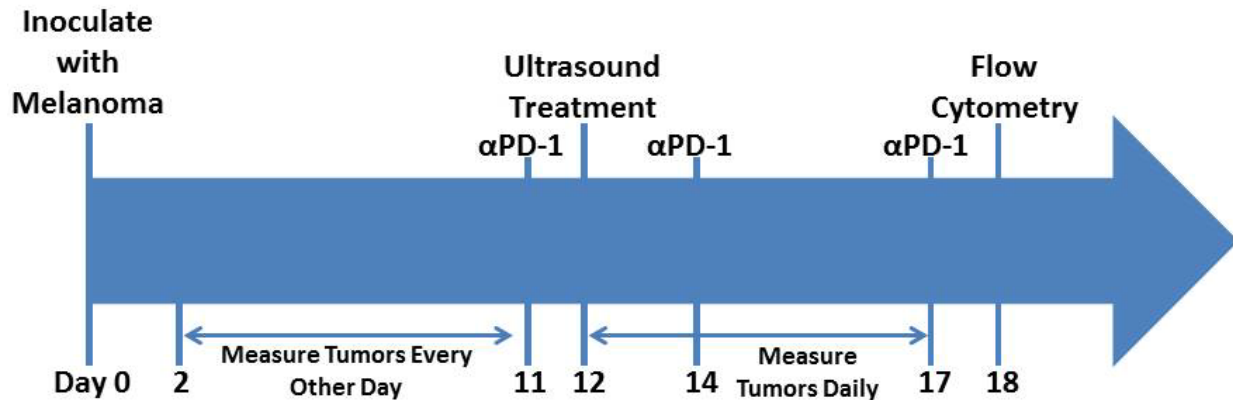 Inoculate
with
Melanoma
Ultrasound
Treatment
Flow
Cytometry
αPD-1
αPD-1
αPD-1
Measure Tumors Every
Other Day
Measure
Tumors Daily
Day 0
2
11
12
14
17
18